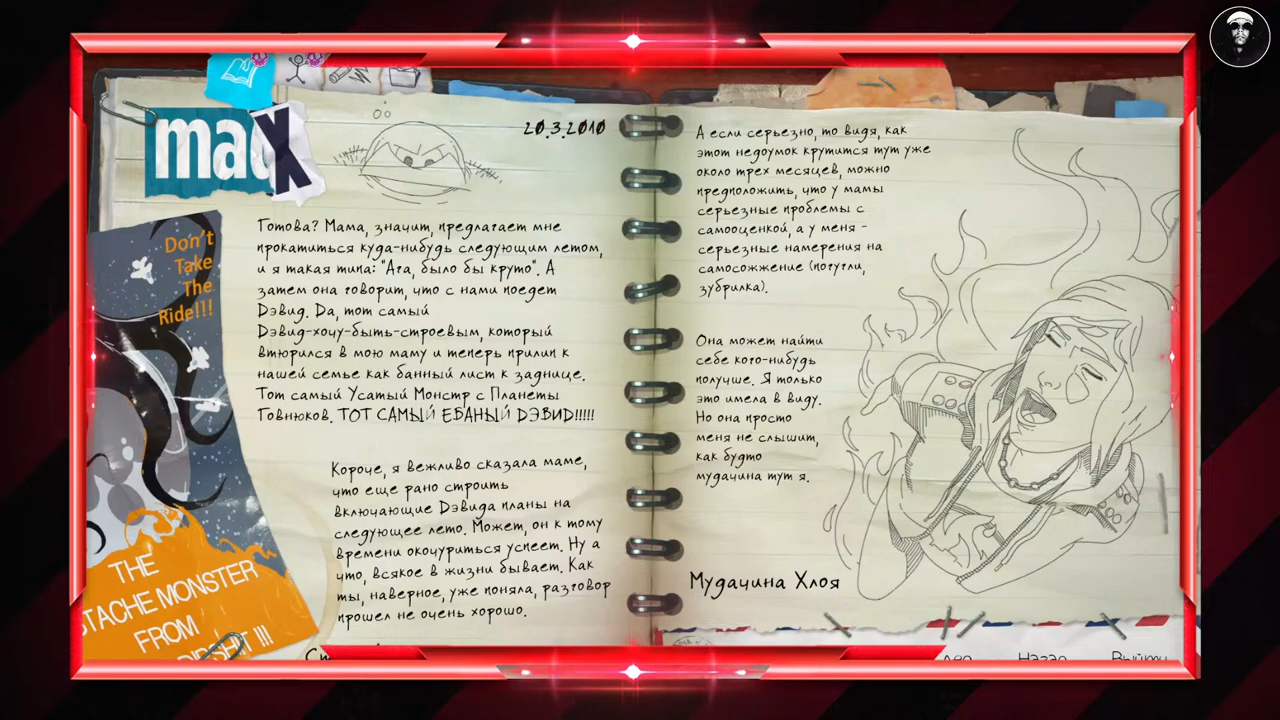 maX
20.3.2010
Don't
Take
The
Ride!!!
Готова? Мама, значит, предлагает мне
прокатиться куда-нибудь следующим летом,
и я такая типа: "Ага, было бы круто". А
затем она говорит, что с нами поедет
Дэвид. Да, тот самый
Дэвид-хочу-быть-строевым, который
втюрился в мою маму и теперь прилип к
нашей семье как банный лист к заднице.
Тот самый Усатый Монстр с Планеты
Говнюков. ТОТ САМЫЙ ЕБАНЫЙ ДЭВИД!!!!!
Короче, я вежливо сказала маме,
что еще рано строить
включающие Дэвида планы на
следующее лето. Может, он к тому
времени окочуриться успеет. Ну а
что, всякое в жизни бывает. Как
ты, наверное, уже поняла, разговор
прошел не очень хорошо.
THE
STACHE MONSTER
FROM
А если серьезно, то видя, как
этот недоумок крутится тут уже
около трех месяцев, можно
предположить, что у мамы
серьезные проблемы с
самооценкой, а у меня -
серьезные намерения на
самосожжение (погугли,
зубрилка).
Она может найти
себе кого-нибудь
получше. Я только
это имела в виду.
Но она просто
меня не слышит,
как будто
мудачина тут я.
Мудачина Хлоя
Назад
Выйти